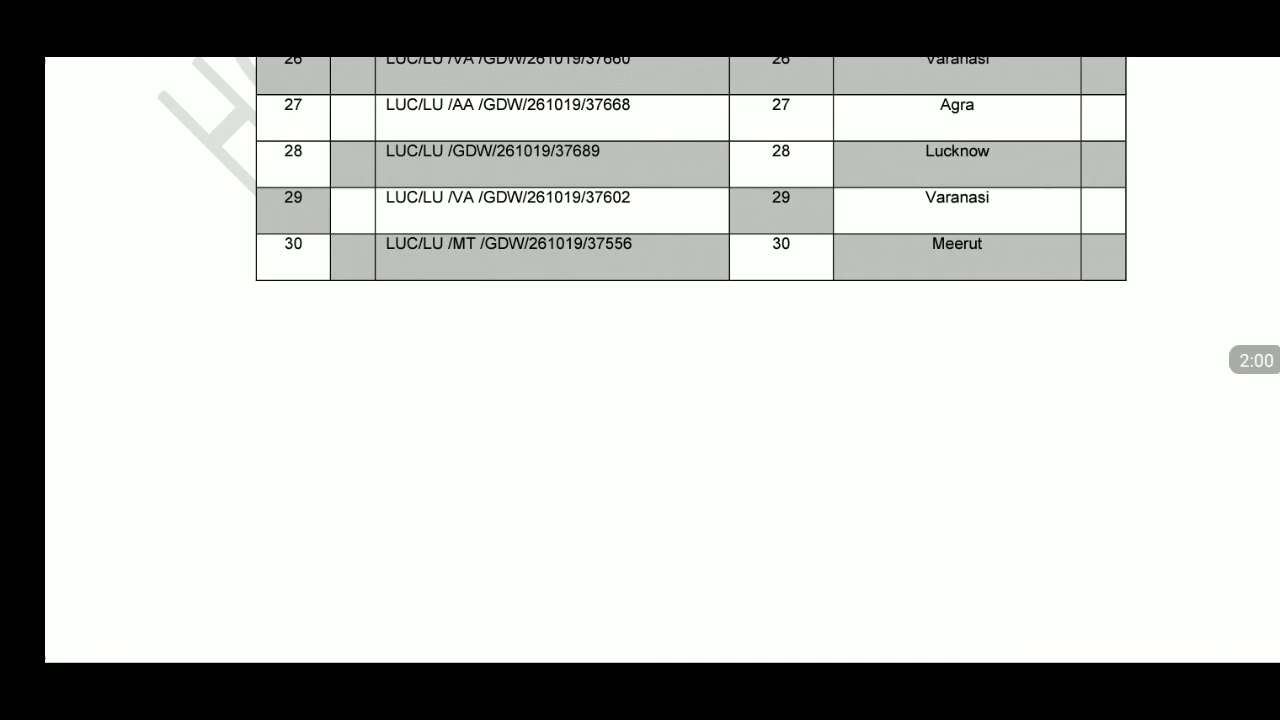 26 LUC/LU /VA /GDW/261019/37660 26 Varanasi
27 LUC/LU /AA /GDW/261019/37668 27 Agra
28 LUC/LU /GDW/261019/37689 28 Lucknow
29 LUC/LU /VA /GDW/261019/37602 29 Varanasi
30 LUC/LU /MT /GDW/261019/37556 30 Meerut
2:00